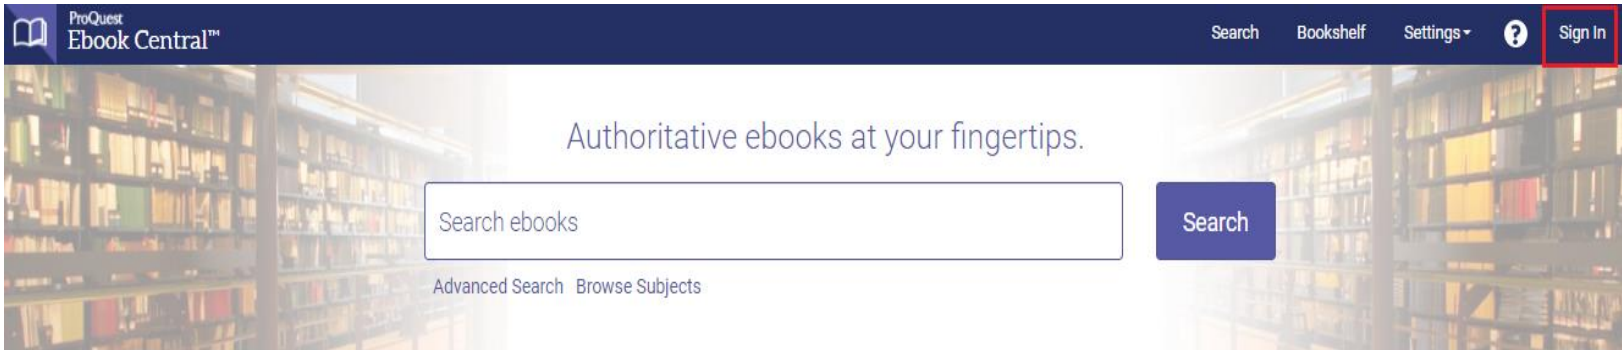 ProQuest
Ebook Central™
Search Bookshelf Settings ? Sign In
Authoritative ebooks at your fingertips.
Search ebooks
Search
Advanced Search Browse Subjects